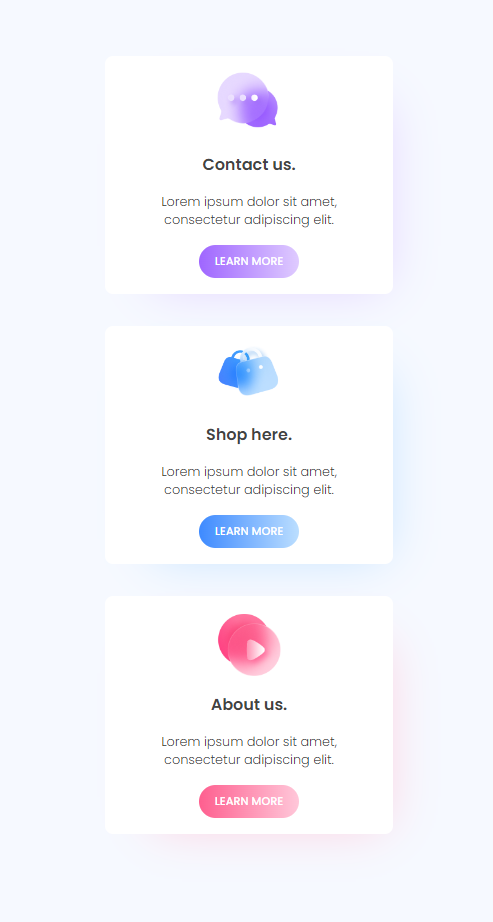 Contact us.
Lorem ipsum dolor sit amet,
consectetur adipiscing elit.
LEARN MORE
Shop here.
Lorem ipsum dolor sit amet,
consectetur adipiscing elit.
LEARN MORE
About us.
Lorem ipsum dolor sit amet,
consectetur adipiscing elit.
LEARN MORE